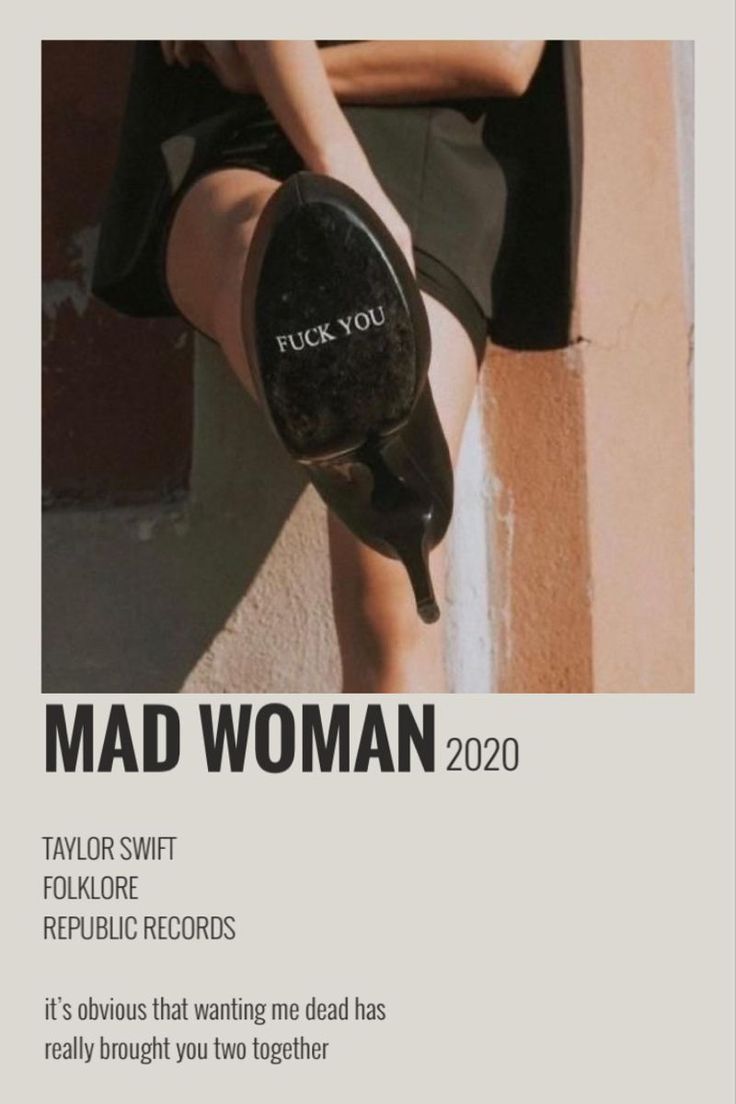 FUCK YOU
MAD WOMAN 2020
TAYLOR SWIFT
FOLKLORE
REPUBLIC RECORDS
it's obvious that wanting me dead has
really brought you two together